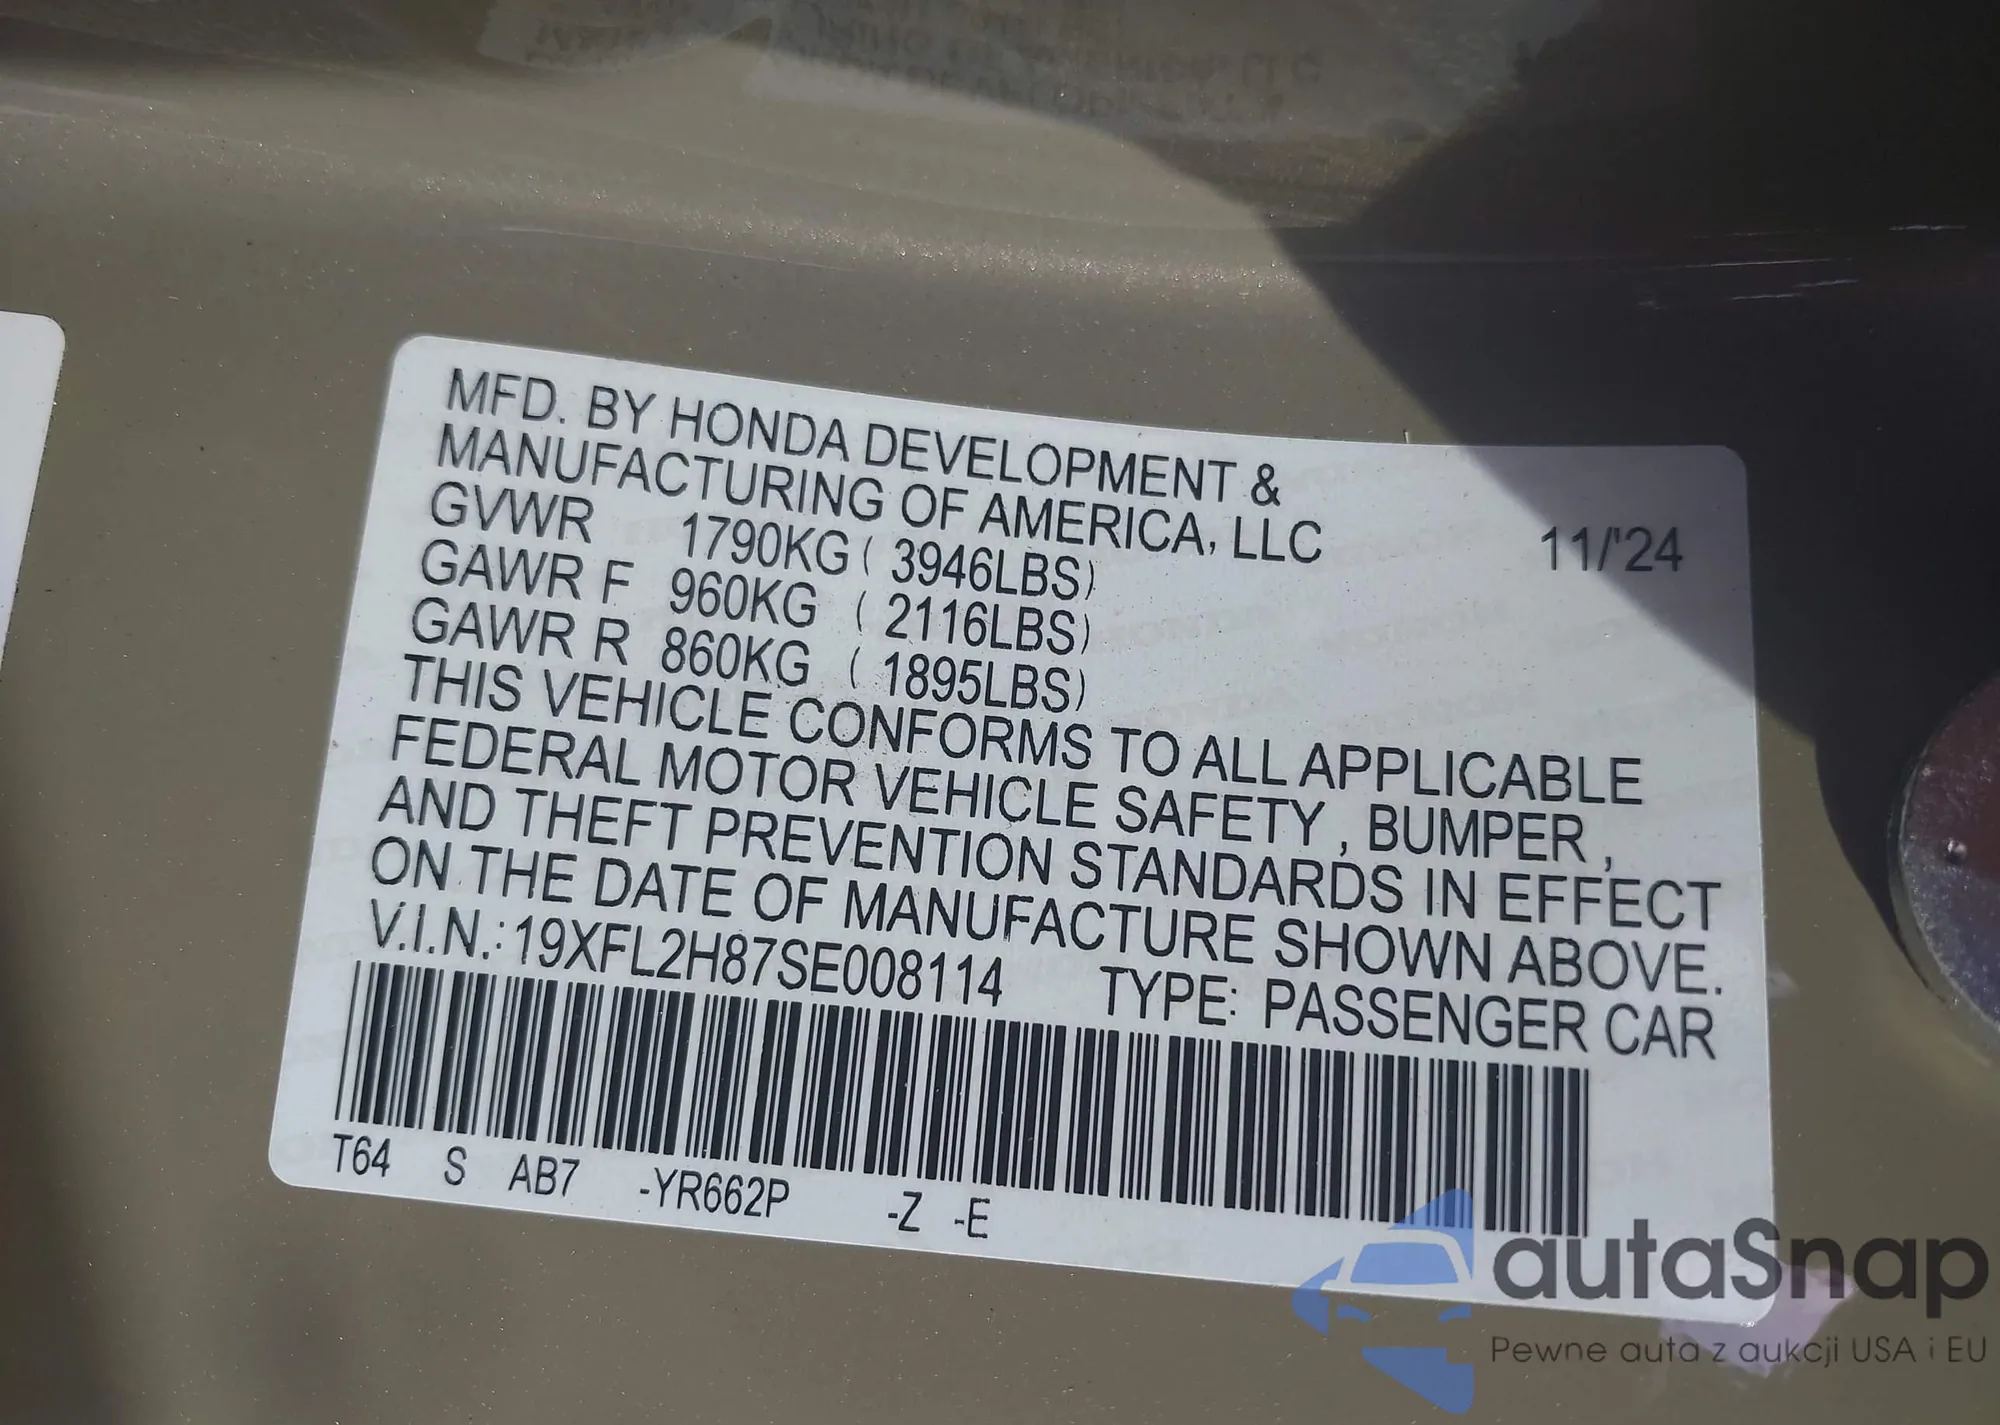 MFD. BY HONDA DEVELOPMENT &
MANUFACTURING OF AMERICA, LLC
GVWR 1790KG ( 3946LBS) 11/'24
GAWR F 960KG ( 2116LBS)
GAWR R 860KG ( 1895LBS)
THIS VEHICLE CONFORMS TO ALL APPLICABLE
FEDERAL MOTOR VEHICLE SAFETY , BUMPER ,
AND THEFT PREVENTION STANDARDS IN EFFECT
ON THE DATE OF MANUFACTURE SHOWN ABOVE.
V.I.N.: 19XFL2H87SE008114 TYPE: PASSENGER CAR
T64 S AB7 -YR662P -Z -E
autaSnap
Pewne auta z aukcji USA i EU